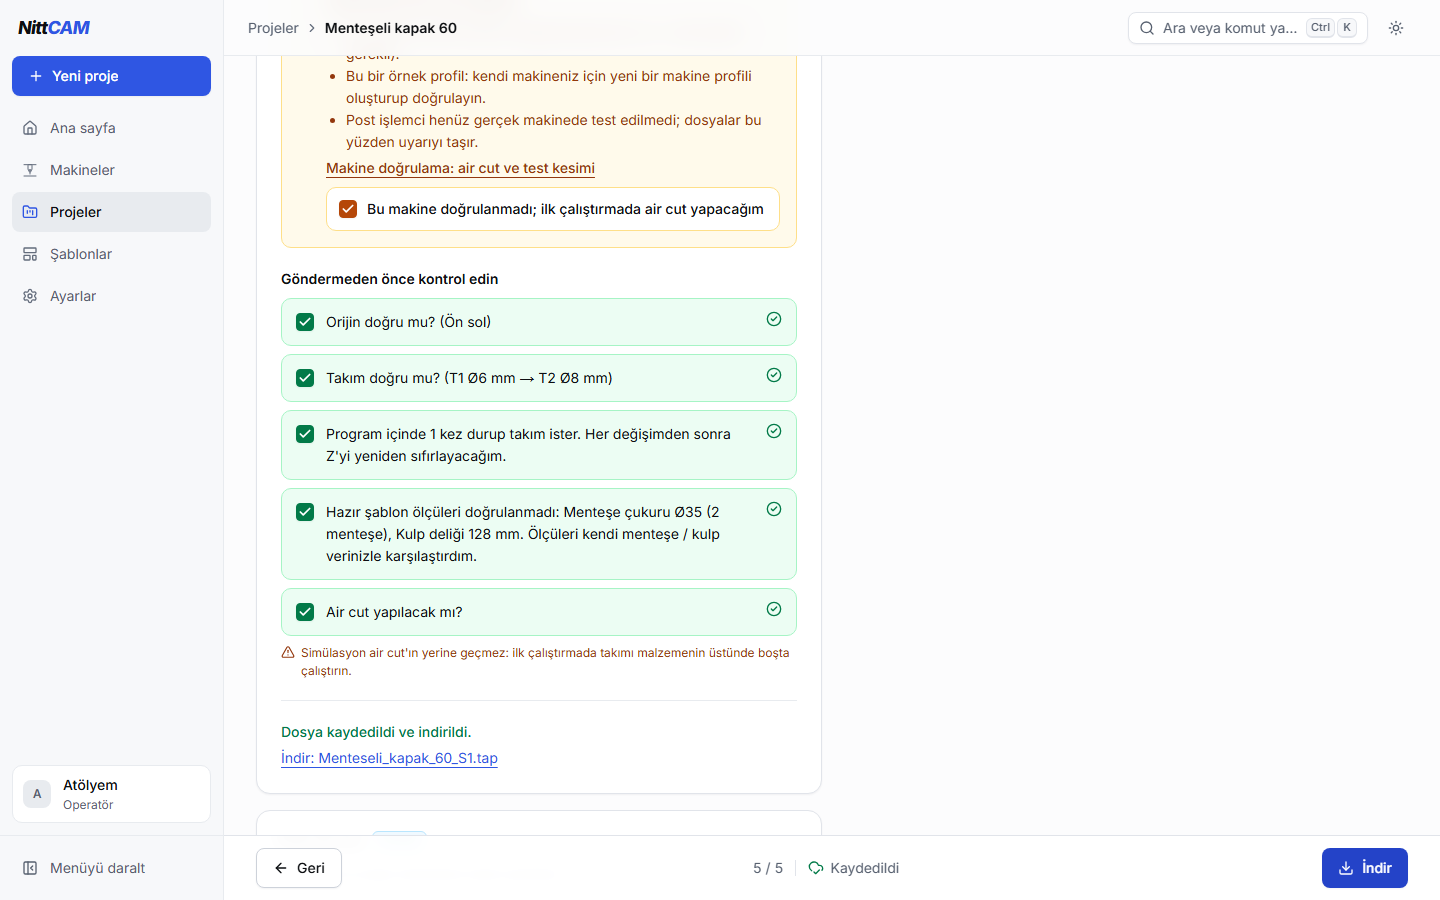 NittCAM
Projeler > Menteşeli kapak 60
Ara veya komut ya... Ctrl K
Yeni proje
Ana sayfa
Makineler
Projeler
Şablonlar
Ayarlar
gerekli).
Bu bir örnek profil: kendi makineniz için yeni bir makine profili
oluşturup doğrulayın.
Post işlemci henüz gerçek makinede test edilmedi; dosyalar bu
yüzden uyarıyı taşır.
Makine doğrulama: air cut ve test kesimi
Bu makine doğrulanmadı; ilk çalıştırmada air cut yapacağım
Göndermeden önce kontrol edin
Orijin doğru mu? (Ön sol)
Takım doğru mu? (T1 Ø6 mm → T2 Ø8 mm)
Program içinde 1 kez durup takım ister. Her değişimden sonra
Z'yi yeniden sıfırlayacağım.
Hazır şablon ölçüleri doğrulanmadı: Menteşe çukuru Ø35 (2
menteşe), Kulp deliği 128 mm. Ölçüleri kendi menteşe / kulp
verinizle karşılaştırdım.
Air cut yapılacak mı?
Simülasyon air cut'ın yerine geçmez: ilk çalıştırmada takımı malzemenin üstünde boşta
çalıştırın.
Dosya kaydedildi ve indirildi.
İndir: Menteseli_kapak_60_S1.tap
A
Atölyem
Operatör
Menüyü daralt
Geri
5 / 5
Kaydedildi
İndir